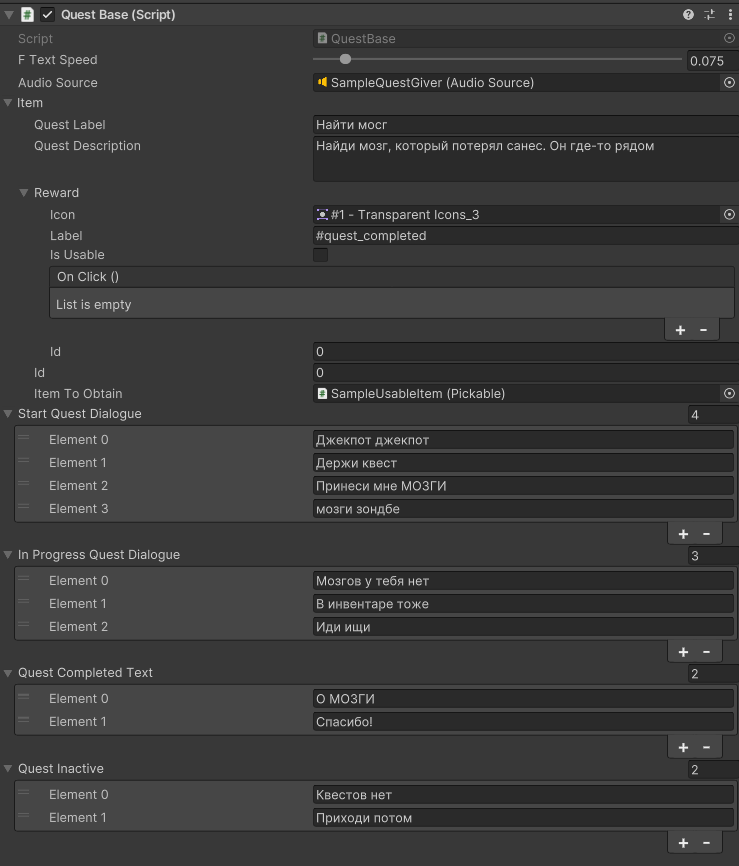 Quest Base (Script)
Script QuestBase
F Text Speed 0.075
Audio Source SampleQuestGiver (Audio Source)
Item
Quest Label Найти мосг
Quest Description Найди мозг, который потерял санес. Он где-то рядом
Reward
Icon #1 - Transparent Icons_3
Label #quest_completed
Is Usable
On Click ()
List is empty
+ -
Id 0
Id 0
Item To Obtain SampleUsableItem (Pickable)
Start Quest Dialogue 4
Element 0 Джекпот джекпот
Element 1 Держи квест
Element 2 Принеси мне МОЗГИ
Element 3 мозги зондбе
+ -
In Progress Quest Dialogue 3
Element 0 Мозгов у тебя нет
Element 1 В инвентаре тоже
Element 2 Иди ищи
+ -
Quest Completed Text 2
Element 0 О МОЗГИ
Element 1 Спасибо!
+ -
Quest Inactive 2
Element 0 Квестов нет
Element 1 Приходи потом
+ -